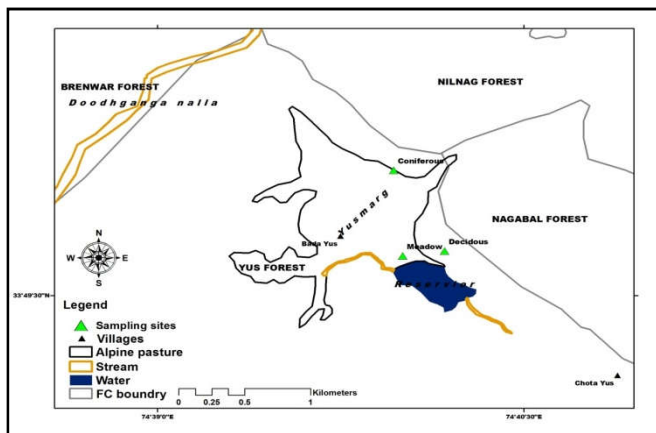 NILNAG FOREST
BRENWAR FOREST
Doodhganga nalla
Coniferous
Yusmarg
NAGABAL FOREST
Bada Yus
Meadow
Decidous
YUS FOREST
Reserviar
N
W
E
S
33°49'30"N
Legend
Sampling sites
Villages
Alpine pasture
Stream
Water
FC boundry
Kilometers
0 0.25 0.5 1
Chota Yus
74°39'0"E
74°40'30"E